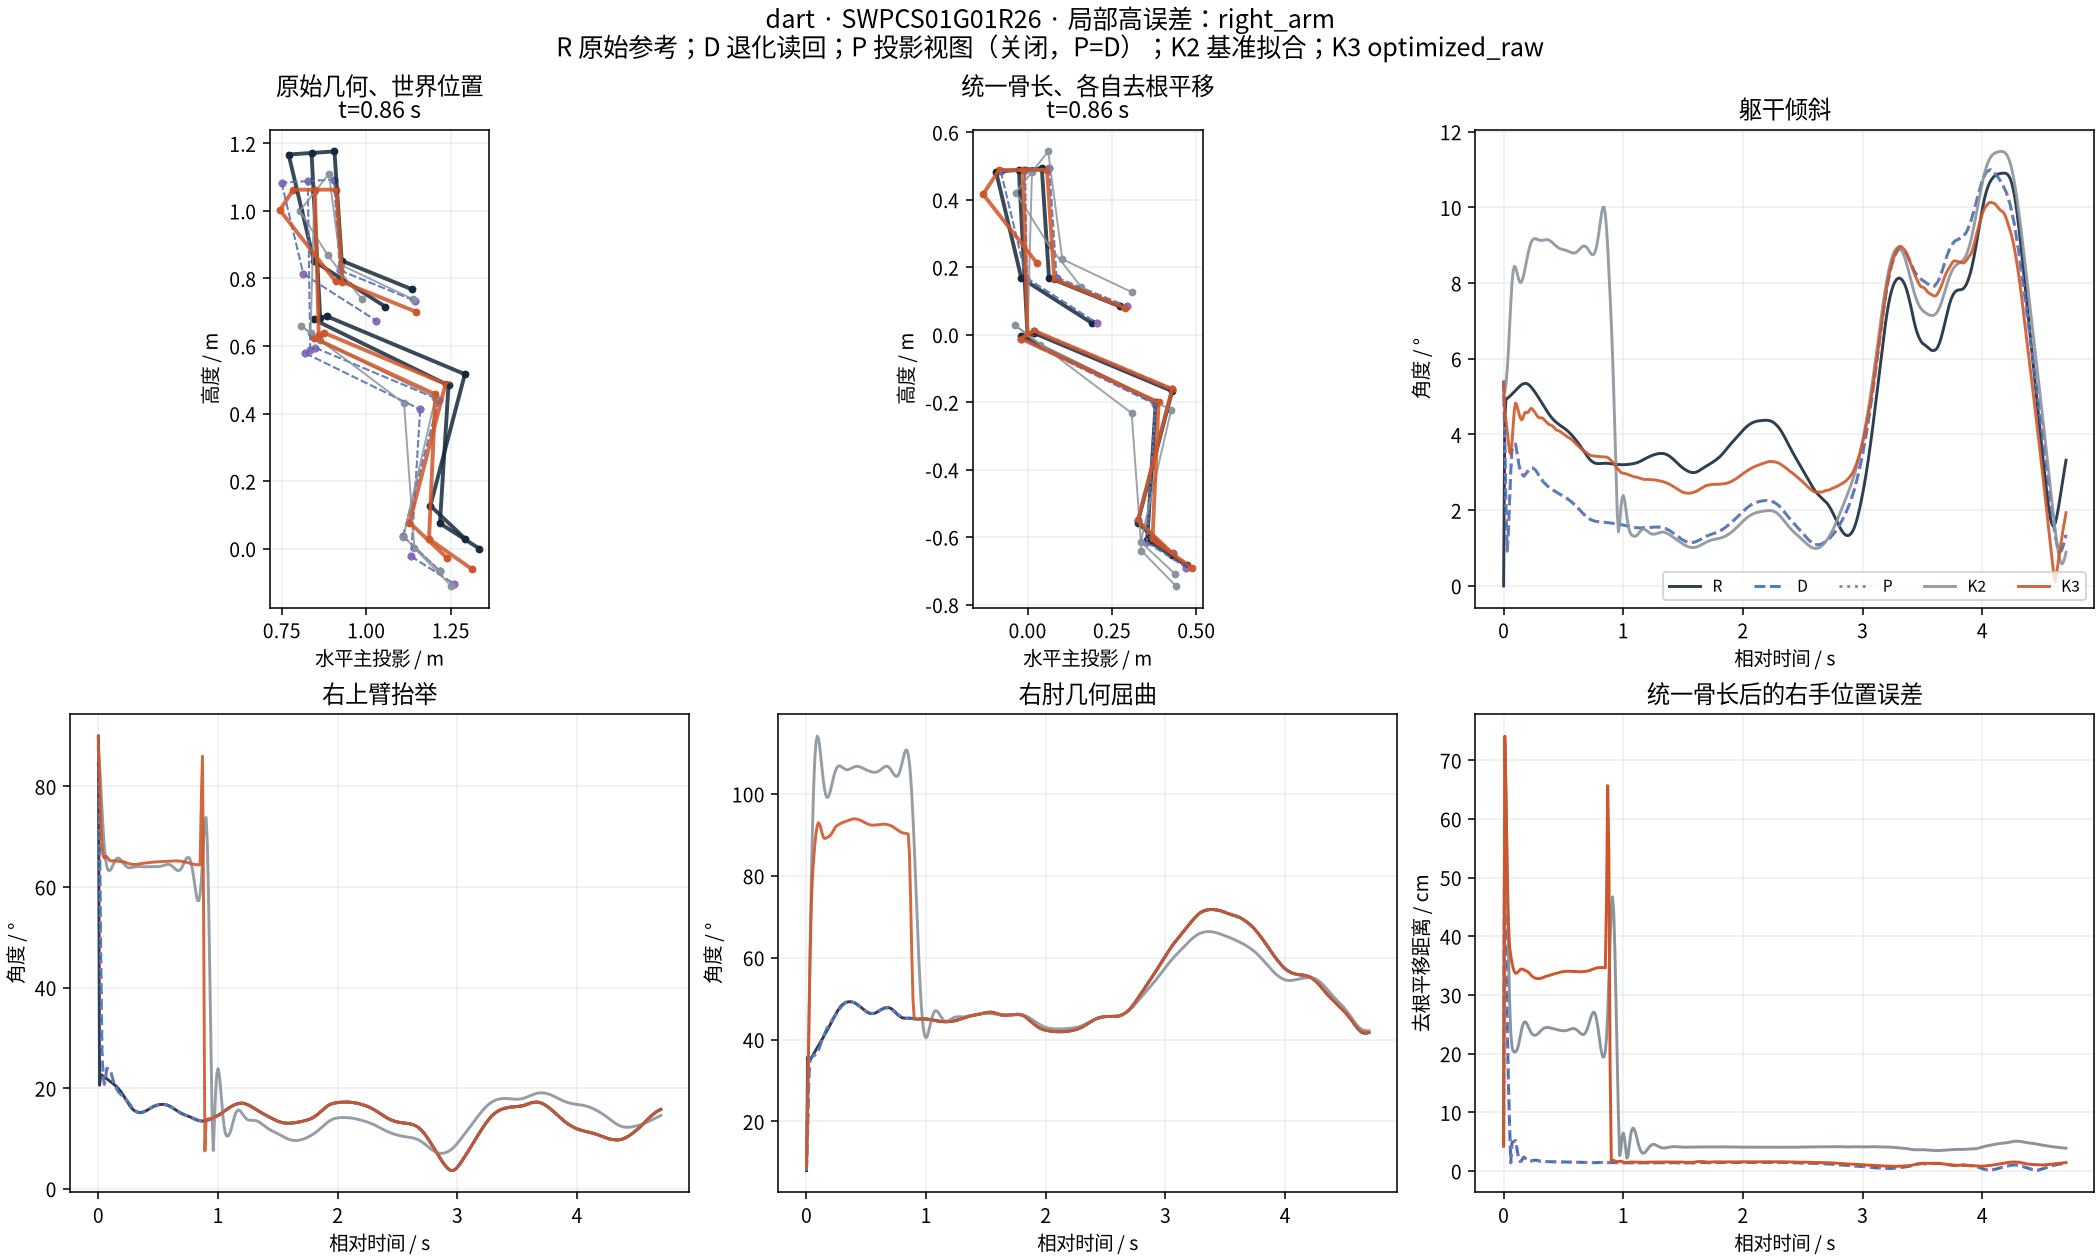 dart · SWPCS01G01R26 · 局部高误差：right_arm
R 原始参考；D 退化读回；P 投影视图（关闭，P=D）；K2 基准拟合；K3 optimized_raw
原始几何、世界位置
t=0.86 s
1.2
1.0
0.8
0.6
0.4
0.2
0.0
高度 / m
0.75 1.00 1.25
水平主投影 / m
统一骨长、各自去根平移
t=0.86 s
0.6
0.4
0.2
0.0
-0.2
-0.4
-0.6
-0.8
高度 / m
0.00 0.25 0.50
水平主投影 / m
躯干倾斜
12
10
8
6
4
2
0
角度 / °
R D P K2 K3
0 1 2 3 4
相对时间 / s
右上臂抬举
80
60
40
20
0
角度 / °
0 1 2 3 4
相对时间 / s
右肘几何屈曲
100
80
60
40
20
角度 / °
0 1 2 3 4
相对时间 / s
统一骨长后的右手位置误差
70
60
50
40
30
20
10
0
去根平移距离 / cm
0 1 2 3 4
相对时间 / s